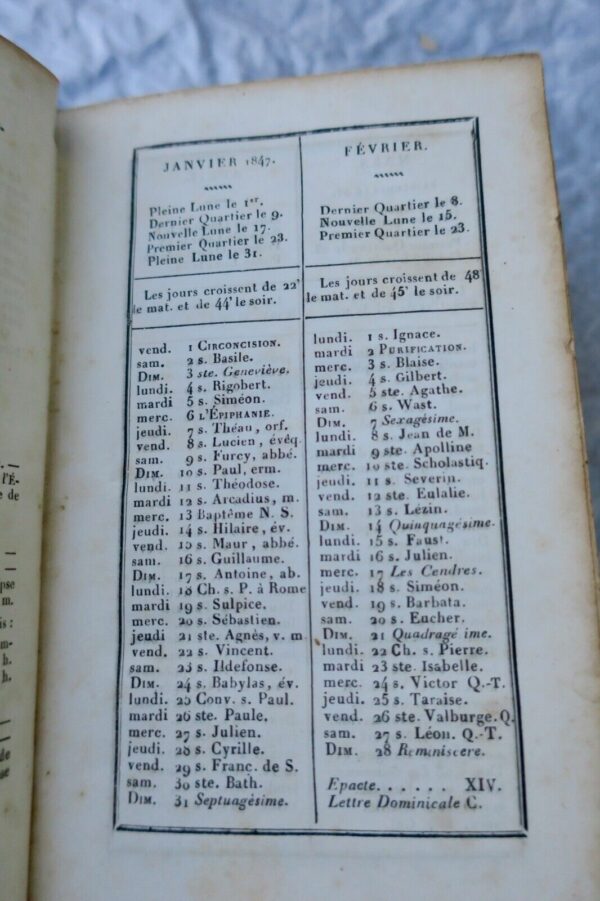 JANVIER 1847.
Pleine Lune le 1er.
Dernier Quartier le 9.
Nouvelle Lune le 17.
Premier Quartier le 23.
Pleine Lune le 31.
Les jours croissent de 22'
le mat. et de 44' le soir.
vend. 1 CIRCONCISION.
sam. 2 s. Basile.
DIM. 3 ste. Geneviève.
lundi. 4 s. Rigobert.
mardi 5 s. Siméon.
merc. 6 L'ÉPIPHANIE.
jeudi. 7 s. Théau, orf.
vend. 8 s. Lucien, évêq.
sam. 9 s. Furcy, abbé.
DIM. 10 s. Paul, erm.
lundi. 11 s. Théodose.
mardi 12 s. Arcadius, m.
merc. 13 Baptême N. S.
jeudi. 14 s. Hilaire, év.
vend. 15 s. Maur, abbé.
sam. 16 s. Guillaume.
DIM. 17 s. Antoine, ab.
lundi. 18 Ch. s. P. à Rome
mardi 19 s. Sulpice.
merc. 20 s. Sébastien.
jeudi 21 ste. Agnès, v. m.
vend. 22 s. Vincent.
sam. 23 s. Ildefonse.
DIM. 24 s. Babylas, év.
lundi. 25 Conv. s. Paul.
mardi 26 ste. Paule.
merc. 27 s. Julien.
jeudi. 28 s. Cyrille.
vend. 29 s. Franc. de S.
sam. 30 ste. Bath.
DIM. 31 Septuagésime.
FÉVRIER.
Dernier Quartier le 8.
Nouvelle Lune le 15.
Premier Quartier le 23.
Les jours croissent de 48'
le mat. et de 45' le soir.
lundi. 1 s. Ignace.
mardi 2 PURIFICATION.
merc. 3 s. Blaise.
jeudi. 4 s. Gilbert.
vend. 5 ste. Agathe.
sam. 6 s. Wast.
DIM. 7 Sexagésime.
lundi. 8 s. Jean de M.
mardi 9 ste. Apolline
merc. 10 ste. Scholastiq.
jeudi. 11 s. Severin.
vend. 12 ste. Eulalie.
sam. 13 s. Lézin.
DIM. 14 Quinquagésime.
lundi. 15 s. Faust.
mardi 16 s. Julien.
merc. 17 Les Cendres.
jeudi. 18 s. Siméon.
vend. 19 s. Barbata.
sam. 20 s. Eucher.
DIM. 21 Quadragé ime.
lundi. 22 Ch. s. Pierre.
mardi 23 ste. Isabelle.
merc. 24 s. Victor Q.-T.
jeudi. 25 s. Taraise.
vend. 26 ste. Valburge. Q.
sam. 27 s. Léon. Q.-T.
DIM. 28 Reminiscere.
Epacte . . . . . . XIV.
Lettre Dominicale C.